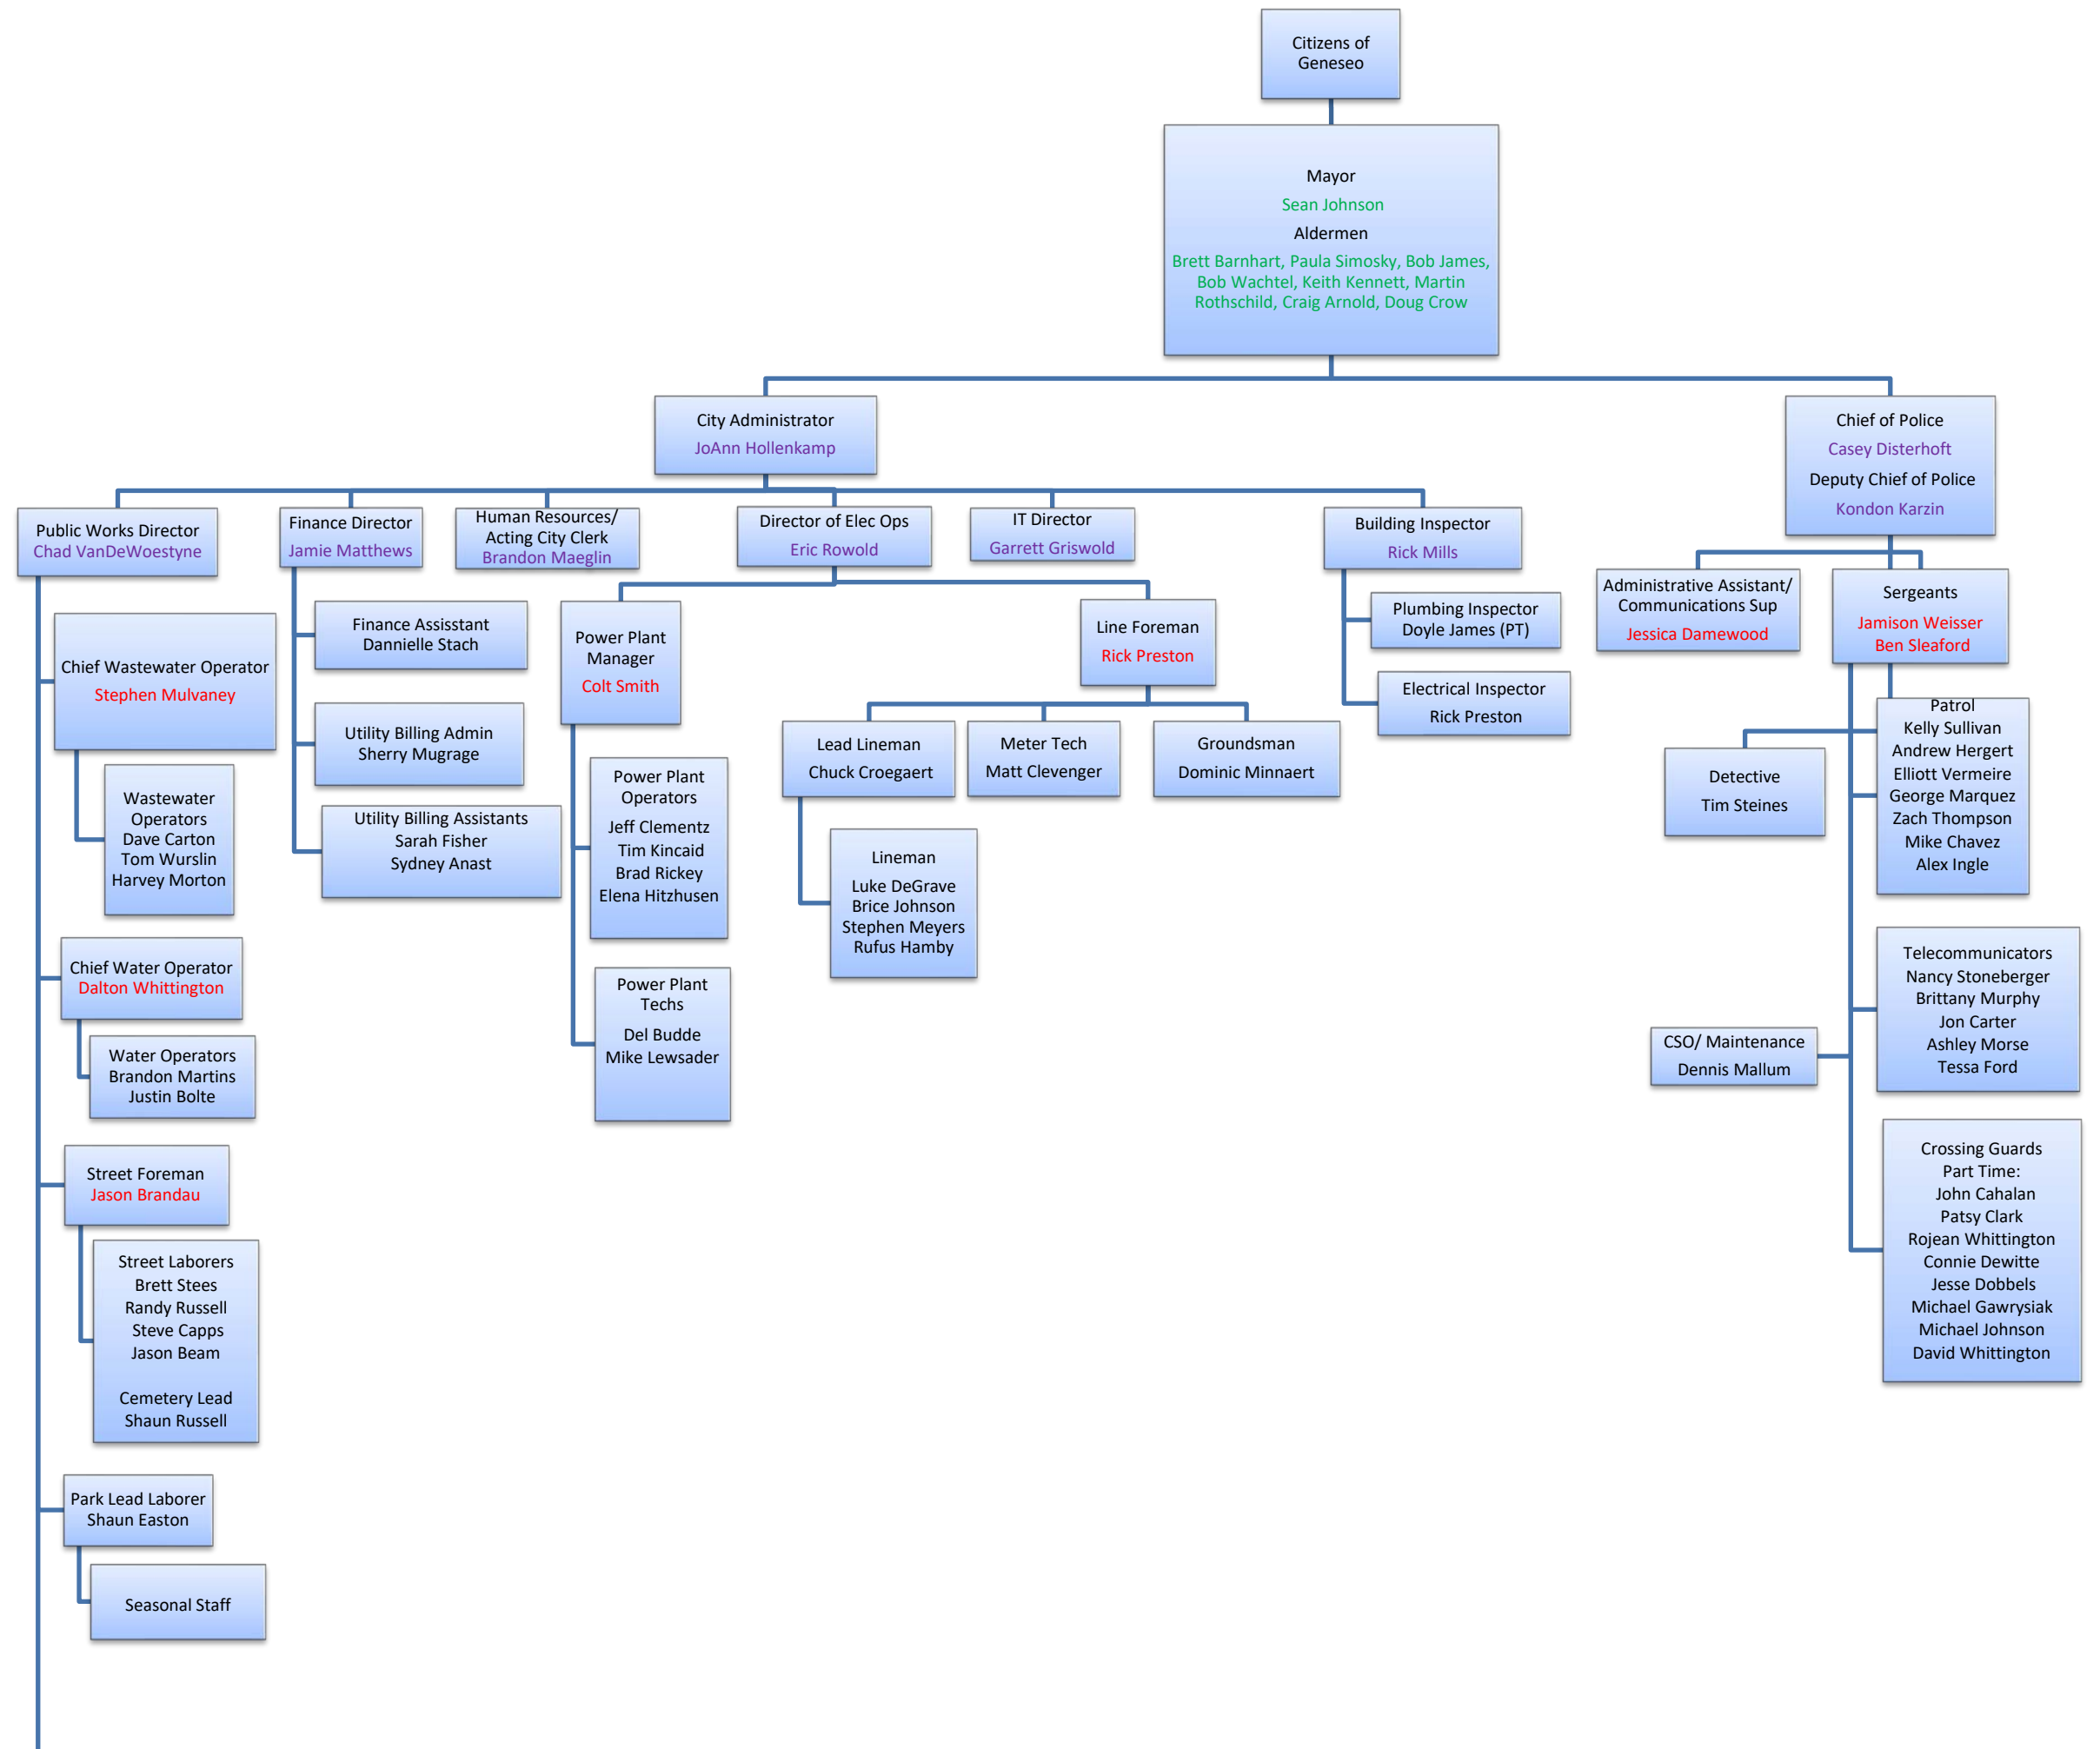 Citizens of
Geneseo
Mayor
Sean Johnson
Aldermen
Brett Barnhart, Paula Simosky, Bob James,
Bob Wachtel, Keith Kennett, Martin
Rothschild, Craig Arnold, Doug Crow
City Administrator
JoAnn Hollenkamp
Chief of Police
Casey Disterhoft
Deputy Chief of Police
Kondon Karzin
Public Works Director
Chad VanDeWoestyne
Finance Director
Jamie Matthews
Human Resources/
Acting City Clerk
Brandon Maeglin
Director of Elec Ops
Eric Rowold
IT Director
Garrett Griswold
Building Inspector
Rick Mills
Administrative Assistant/
Communications Sup
Jessica Damewood
Sergeants
Jamison Weisser
Ben Sleaford
Chief Wastewater Operator
Stephen Mulvaney
Wastewater
Operators
Dave Carton
Tom Wurslin
Harvey Morton
Chief Water Operator
Dalton Whittington
Water Operators
Brandon Martins
Justin Bolte
Street Foreman
Jason Brandau
Street Laborers
Brett Stees
Randy Russell
Steve Capps
Jason Beam
Cemetery Lead
Shaun Russell
Park Lead Laborer
Shaun Easton
Seasonal Staff
Finance Assisstant
Dannielle Stach
Utility Billing Admin
Sherry Mugrage
Utility Billing Assistants
Sarah Fisher
Sydney Anast
Power Plant
Manager
Colt Smith
Power Plant
Operators
Jeff Clementz
Tim Kincaid
Brad Rickey
Elena Hitzhusen
Power Plant
Techs
Del Budde
Mike Lewsader
Line Foreman
Rick Preston
Lead Lineman
Chuck Croegaert
Meter Tech
Matt Clevenger
Groundsman
Dominic Minnaert
Lineman
Luke DeGrave
Brice Johnson
Stephen Meyers
Rufus Hamby
Plumbing Inspector
Doyle James (PT)
Electrical Inspector
Rick Preston
Detective
Tim Steines
Patrol
Kelly Sullivan
Andrew Hergert
Elliott Vermeire
George Marquez
Zach Thompson
Mike Chavez
Alex Ingle
Telecommunicators
Nancy Stoneberger
Brittany Murphy
Jon Carter
Ashley Morse
Tessa Ford
CSO/ Maintenance
Dennis Mallum
Crossing Guards
Part Time:
John Cahalan
Patsy Clark
Rojean Whittington
Connie Dewitte
Jesse Dobbels
Michael Gawrysiak
Michael Johnson
David Whittington